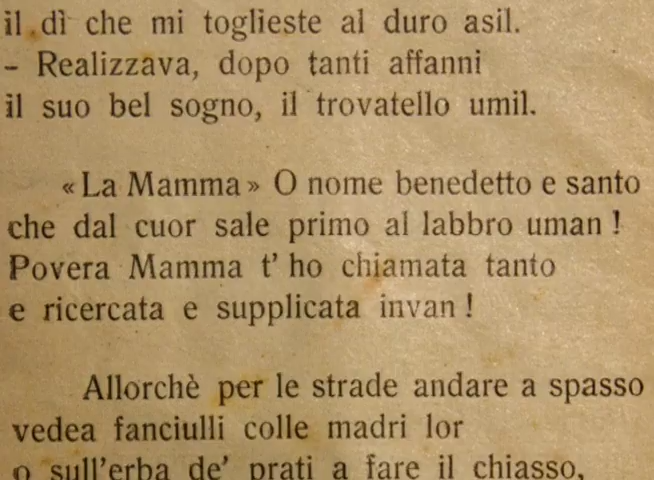 il dì che mi toglieste al duro asil.
- Realizzava, dopo tanti affanni
il suo bel sogno, il trovatello umil.
«La Mamma» O nome benedetto e santo
che dal cuor sale primo al labbro uman !
Povera Mamma t' ho chiamata tanto
e ricercata e supplicata invan !
Allorchè per le strade andare a spasso
vedea fanciulli colle madri lor
o sull'erba de' prati a fare il chiasso,